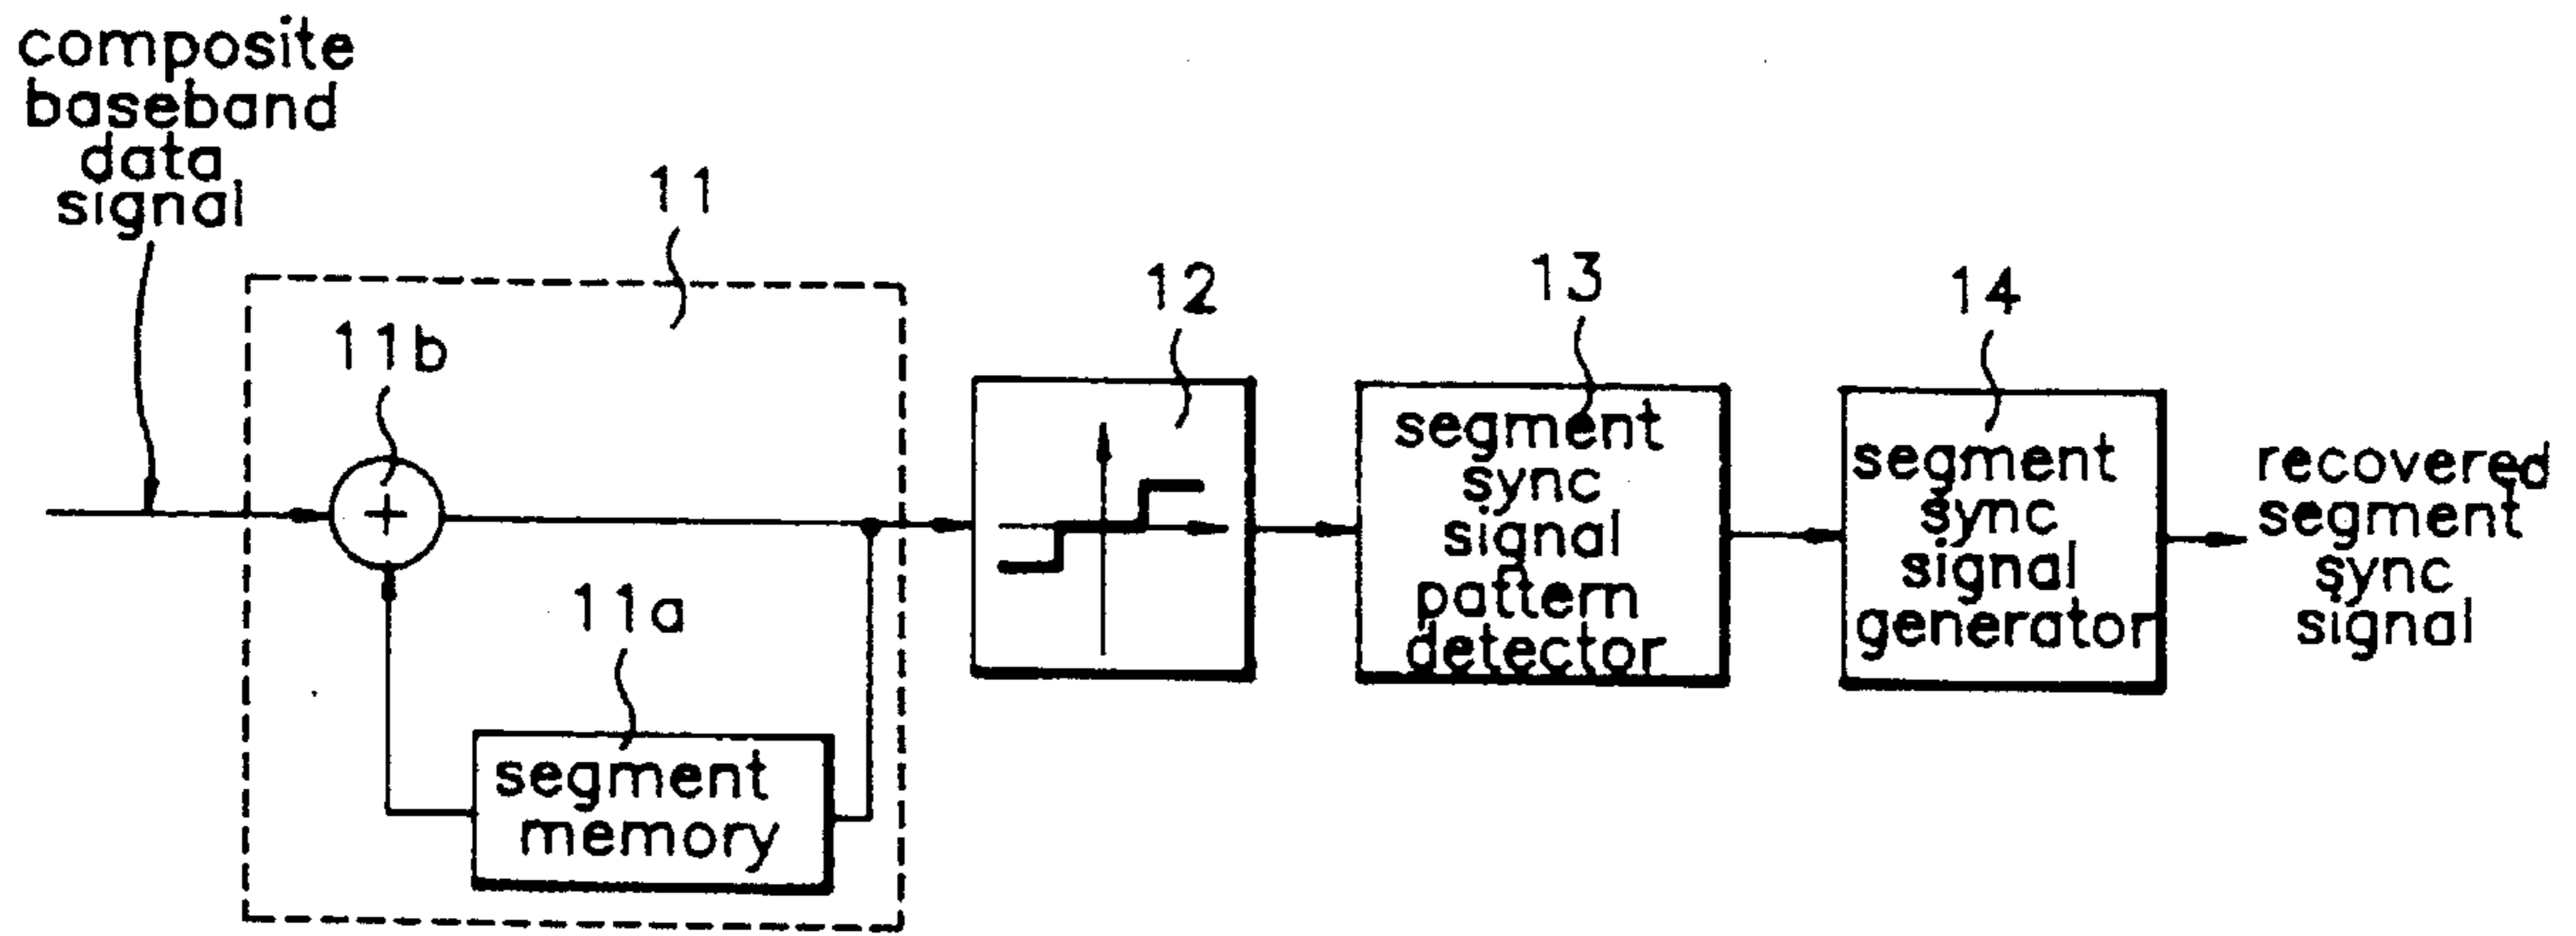 composite
baseband
data
signal
11
11b
+
11a
segment
memory
12
13
segment
sync
signal
pattern
detector
14
segment
sync
signal
generator
recovered
segment
sync
signal